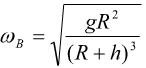 ω_B = √(gR² / (R + h)³)